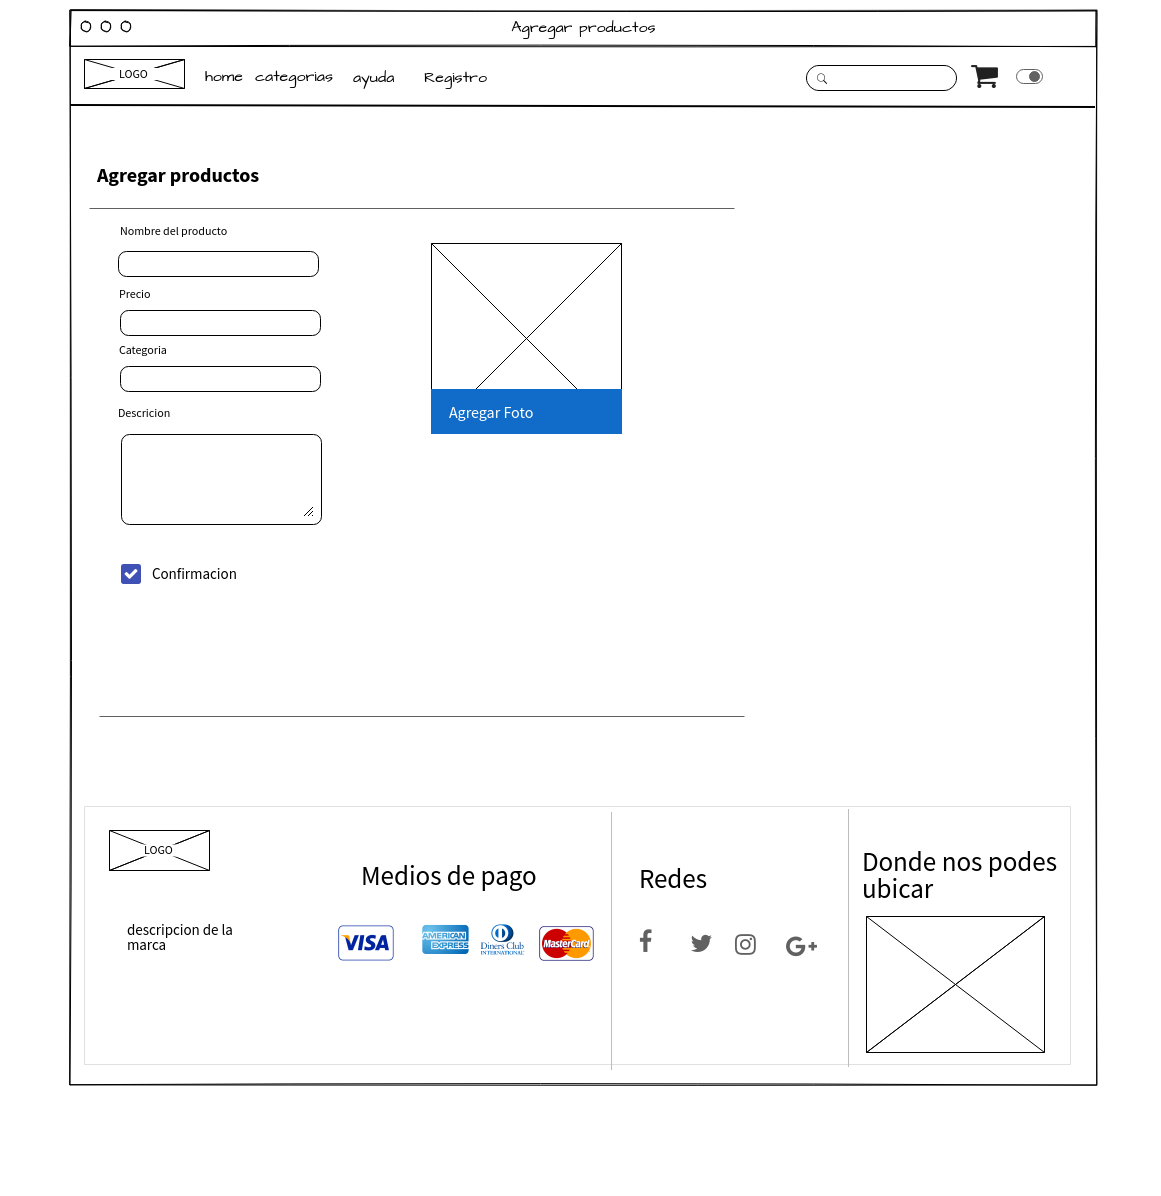 Agregar productos
LOGO
home categorias ayuda Registro
Agregar productos
Nombre del producto
Precio
Categoria
Descricion
Agregar Foto
Confirmacion
LOGO
descripcion de la
marca
Medios de pago
VISA
AMERICAN
EXPRESS
Diners Club
INTERNATIONAL
MasterCard
Redes
Donde nos podes
ubicar